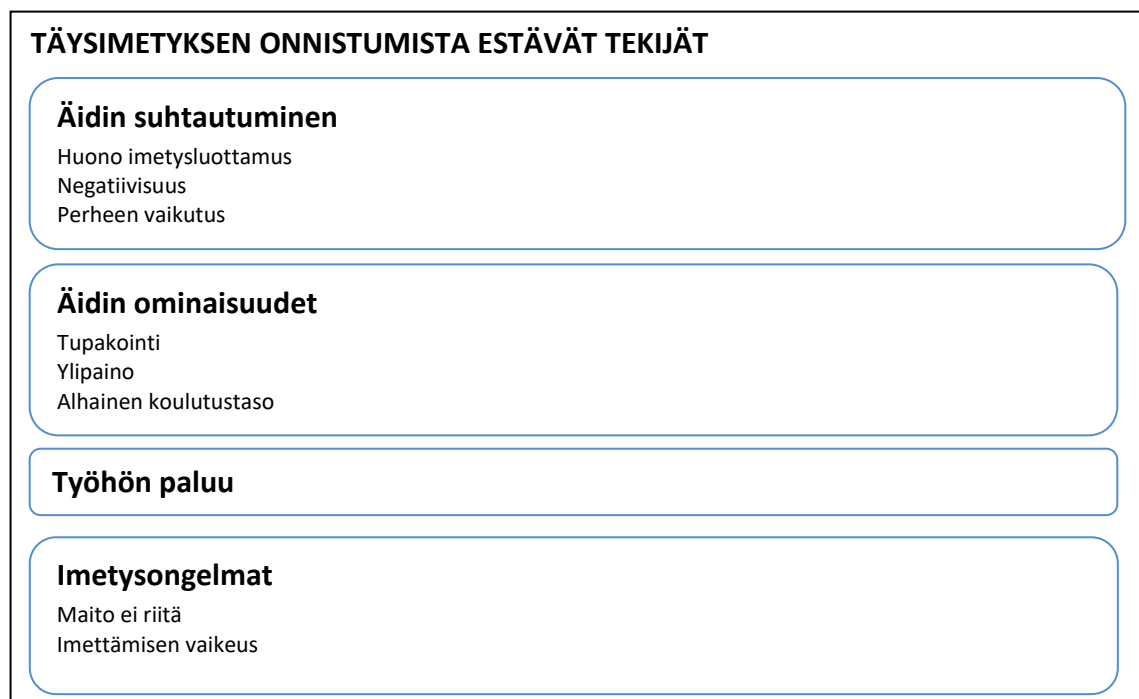 TÄYSIMETYKSEN ONNISTUMISTA ESTÄVÄT TEKIJÄT
Äidin suhtautuminen
Huono imetysluottamus
Negatiivisuus
Perheen vaikutus
Äidin ominaisuudet
Tupakointi
Ylipaino
Alhainen koulutustaso
Työhön paluu
Imetysongelmat
Maito ei riitä
Imettämisen vaikeus